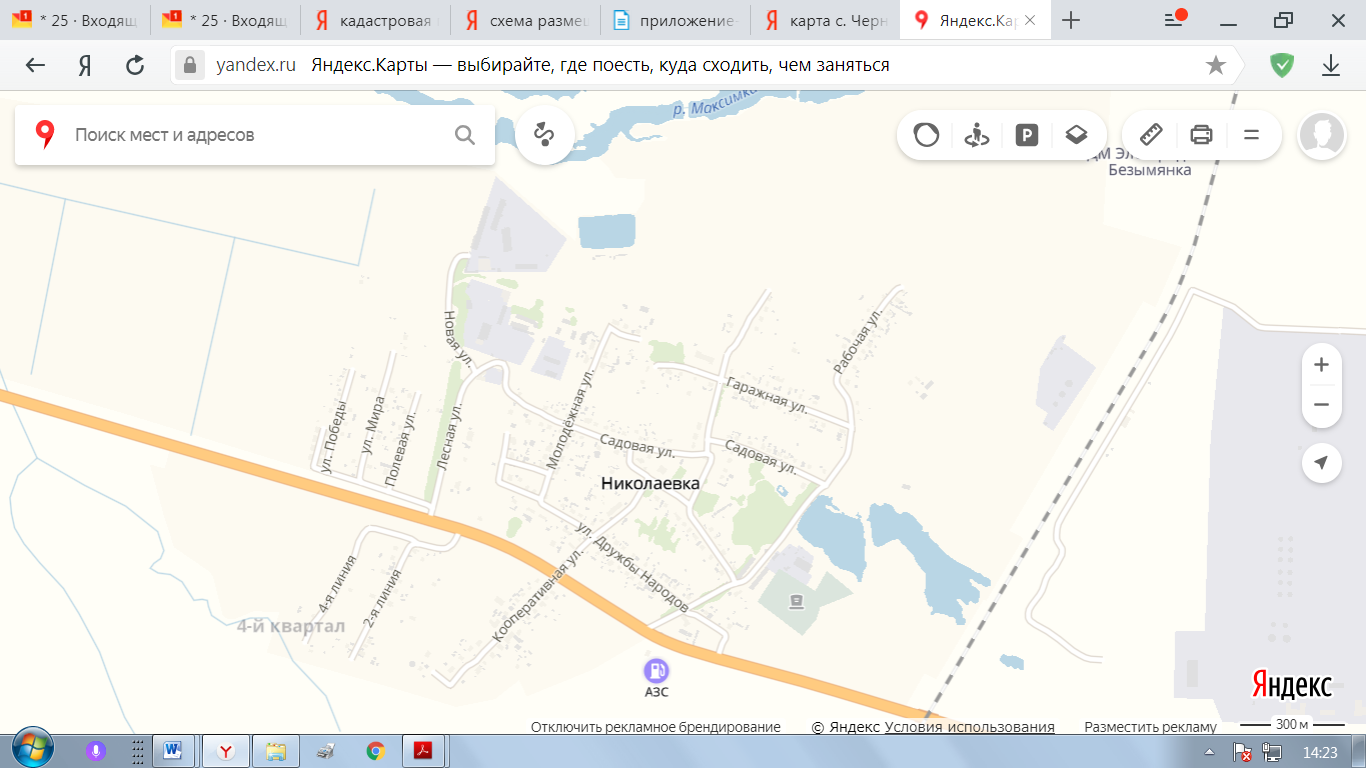 * 25 · Входящ
* 25 · Входящ
кадастровая
схема разме
приложение-
карта с. Черн
Яндекс.Кар
yandex.ru Яндекс.Карты — выбирайте, где поесть, куда сходить, чем заняться
Поиск мест и адресов
р. Максимка
Безымянка
Новая ул.
Рабочая ул.
Гаражная ул.
Молодёжная ул.
ул. Победы
ул. Мира
Полевая ул.
Лесная ул.
Садовая ул.
Садовая ул.
Николаевка
ул. Дружбы Народов
Кооперативная ул.
4-я линия
2-я линия
4-й квартал
АЗС
Яндекс
Отключить рекламное брендирование
© Яндекс Условия использования
Разместить рекламу
300 м
14:23